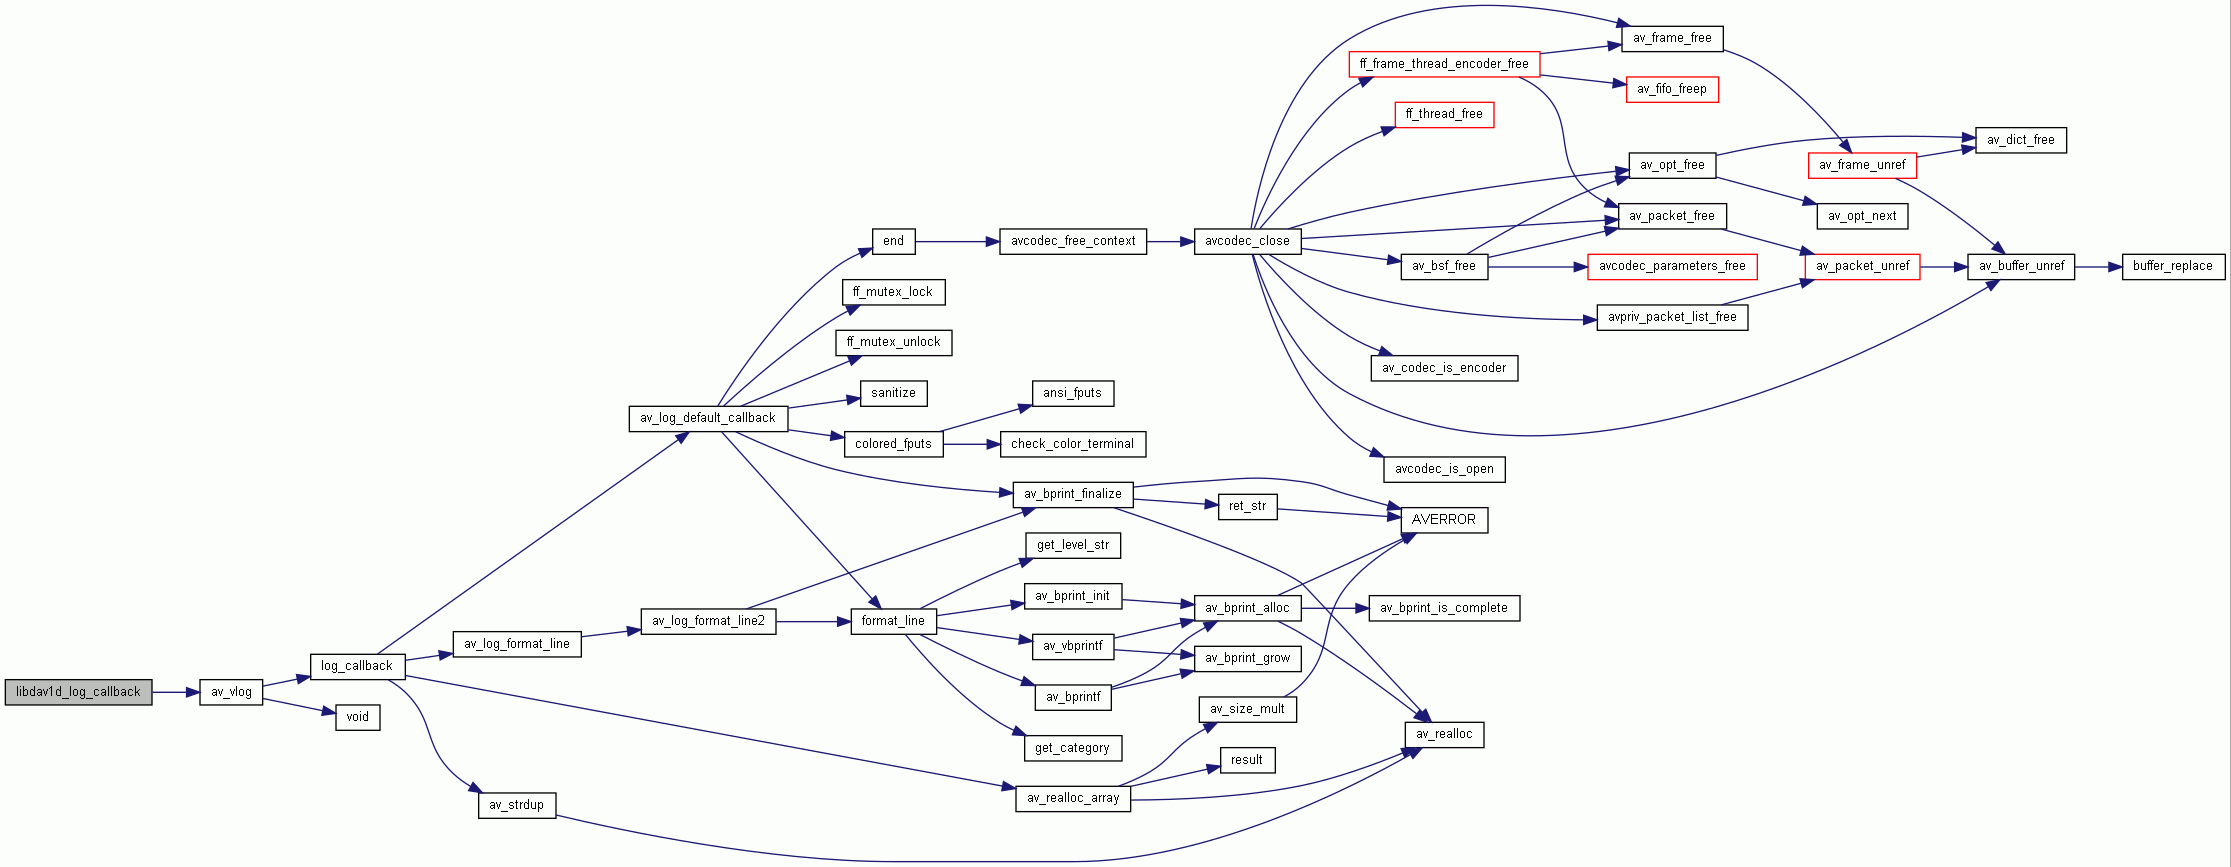 av_frame_free
ff_frame_thread_encoder_free
av_fifo_freep
ff_thread_free
av_dict_free
av_opt_free
av_frame_unref
av_packet_free
av_opt_next
end
avcodec_free_context
avcodec_close
av_bsf_free
avcodec_parameters_free
av_packet_unref
av_buffer_unref
buffer_replace
ff_mutex_lock
avpriv_packet_list_free
ff_mutex_unlock
av_codec_is_encoder
sanitize
ansi_fputs
av_log_default_callback
colored_fputs
check_color_terminal
avcodec_is_open
av_bprint_finalize
ret_str
AVERROR
get_level_str
av_bprint_init
av_bprint_alloc
av_bprint_is_complete
av_log_format_line2
format_line
av_log_format_line
av_vbprintf
av_bprint_grow
log_callback
libdav1d_log_callback
av_vlog
av_bprintf
void
av_size_mult
av_realloc
get_category
result
av_strdup
av_realloc_array